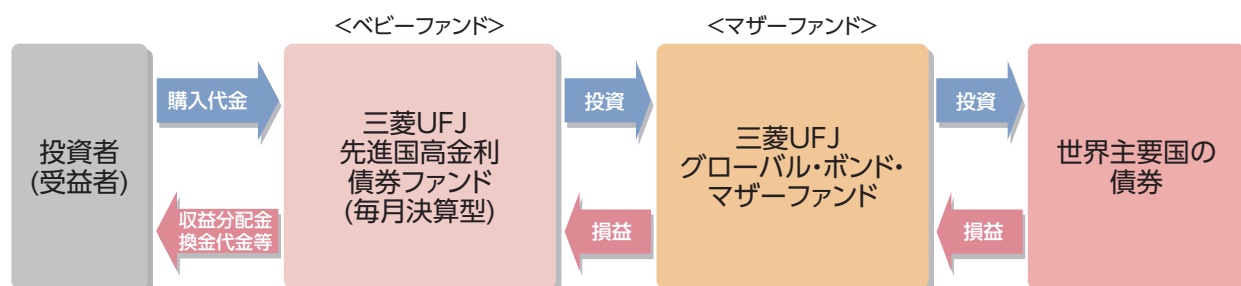 <ベビーファンド>
<マザーファンド>
投資者
(受益者)
購入代金
収益分配金
換金代金等
三菱UFJ
先進国高金利
債券ファンド
(毎月決算型)
投資
損益
三菱UFJ
グローバル・ボンド・
マザーファンド
投資
損益
世界主要国の
債券